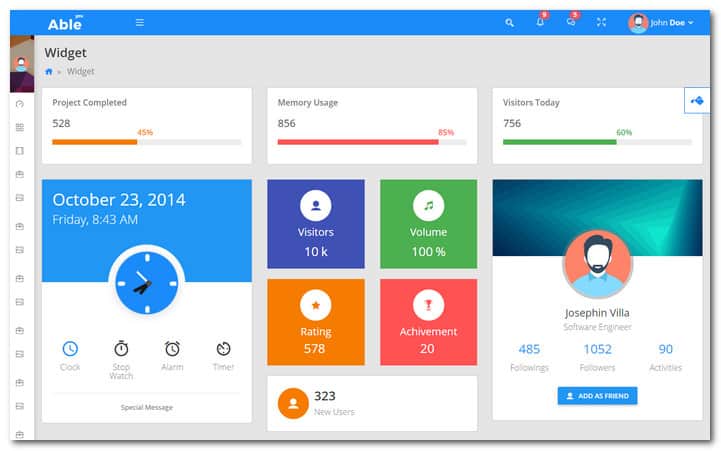 Able pro
9
5
John Doe
Widget
» Widget
Project Completed
528
45%
Memory Usage
856
85%
Visitors Today
756
60%
October 23, 2014
Friday, 8:43 AM
Clock
Stop
Watch
Alarm
Timer
Special Message
Visitors
10 k
Volume
100 %
Rating
578
Achivement
20
323
New Users
Josephin Villa
Software Engineer
485
Followings
1052
Followers
90
Activities
ADD AS FRIEND